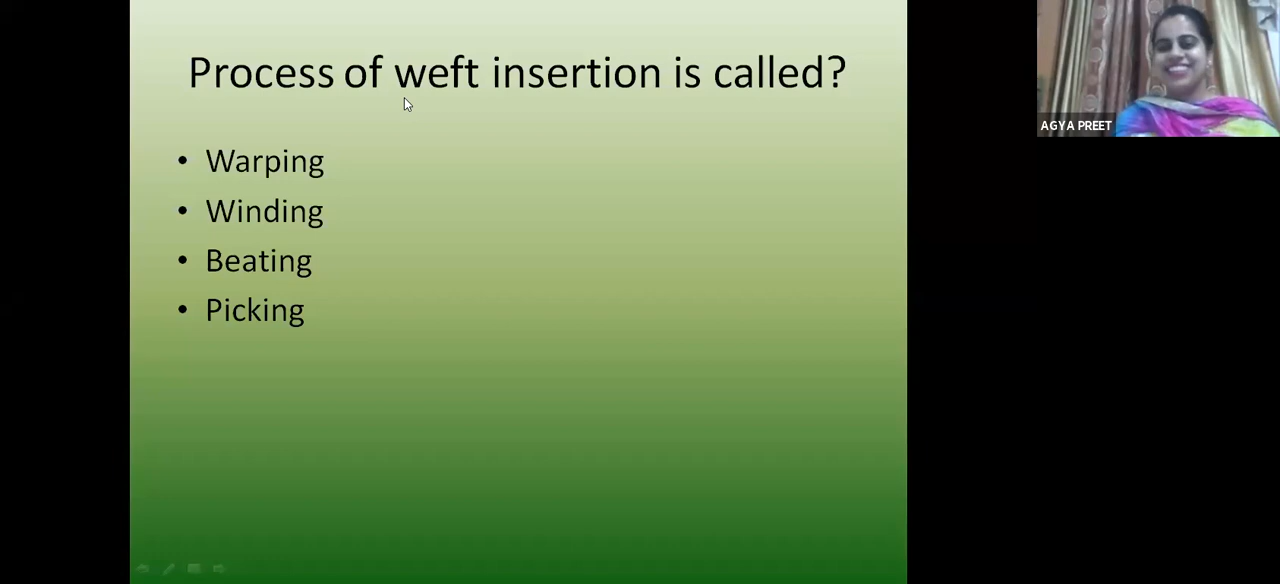 Process of weft insertion is called?
• Warping
• Winding
• Beating
• Picking
AGYA PREET